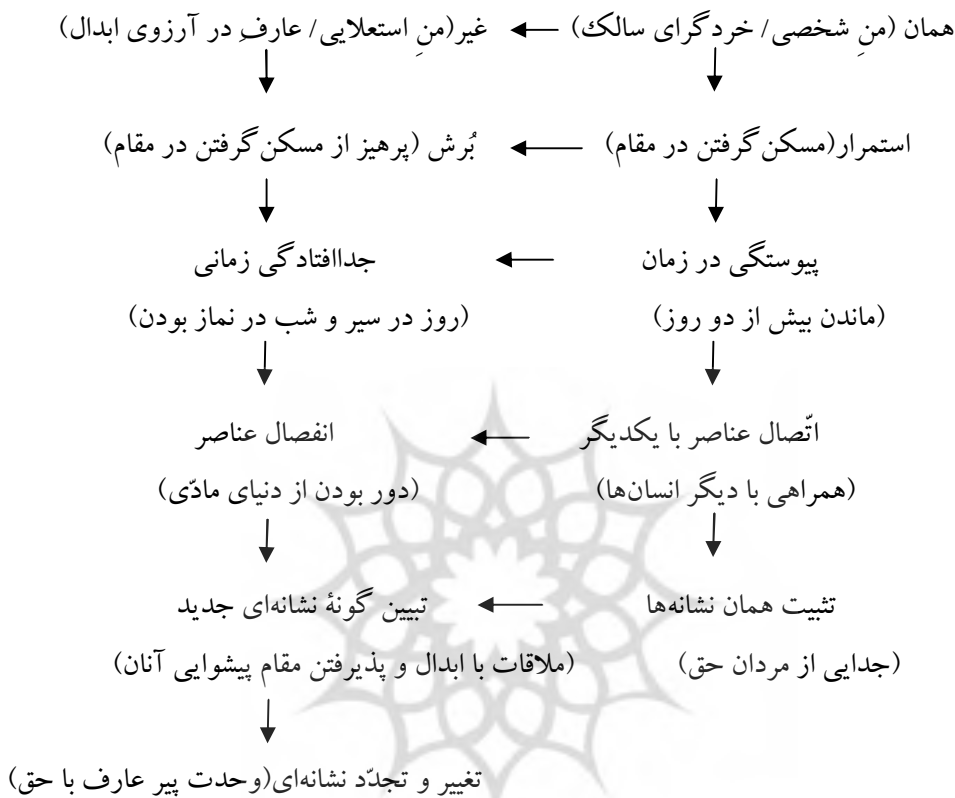 همان (منِ شخصی/ خردگرای سالک) غیر(منِ استعلایی/ عارفِ در آرزوی ابدال)
استمرار(مسکن گرفتن در مقام) بُرش (پرهیز از مسکن گرفتن در مقام)
پیوستگی در زمان جداافتادگی زمانی
(ماندن بیش از دو روز) (روز در سیر و شب در نماز بودن)
اتّصال عناصر با یکدیگر انفصال عناصر
(همراهی با دیگر انسان‌ها) (دور بودن از دنیای مادّی)
تثبیت همان نشانه‌ها تبیین گونۀ نشانه‌ای جدید
(جدایی از مردان حق) (ملاقات با ابدال و پذیرفتن مقام پیشوایی آنان)
تغییر و تجدّد نشانه‌ای(وحدت پیر عارف با حق)